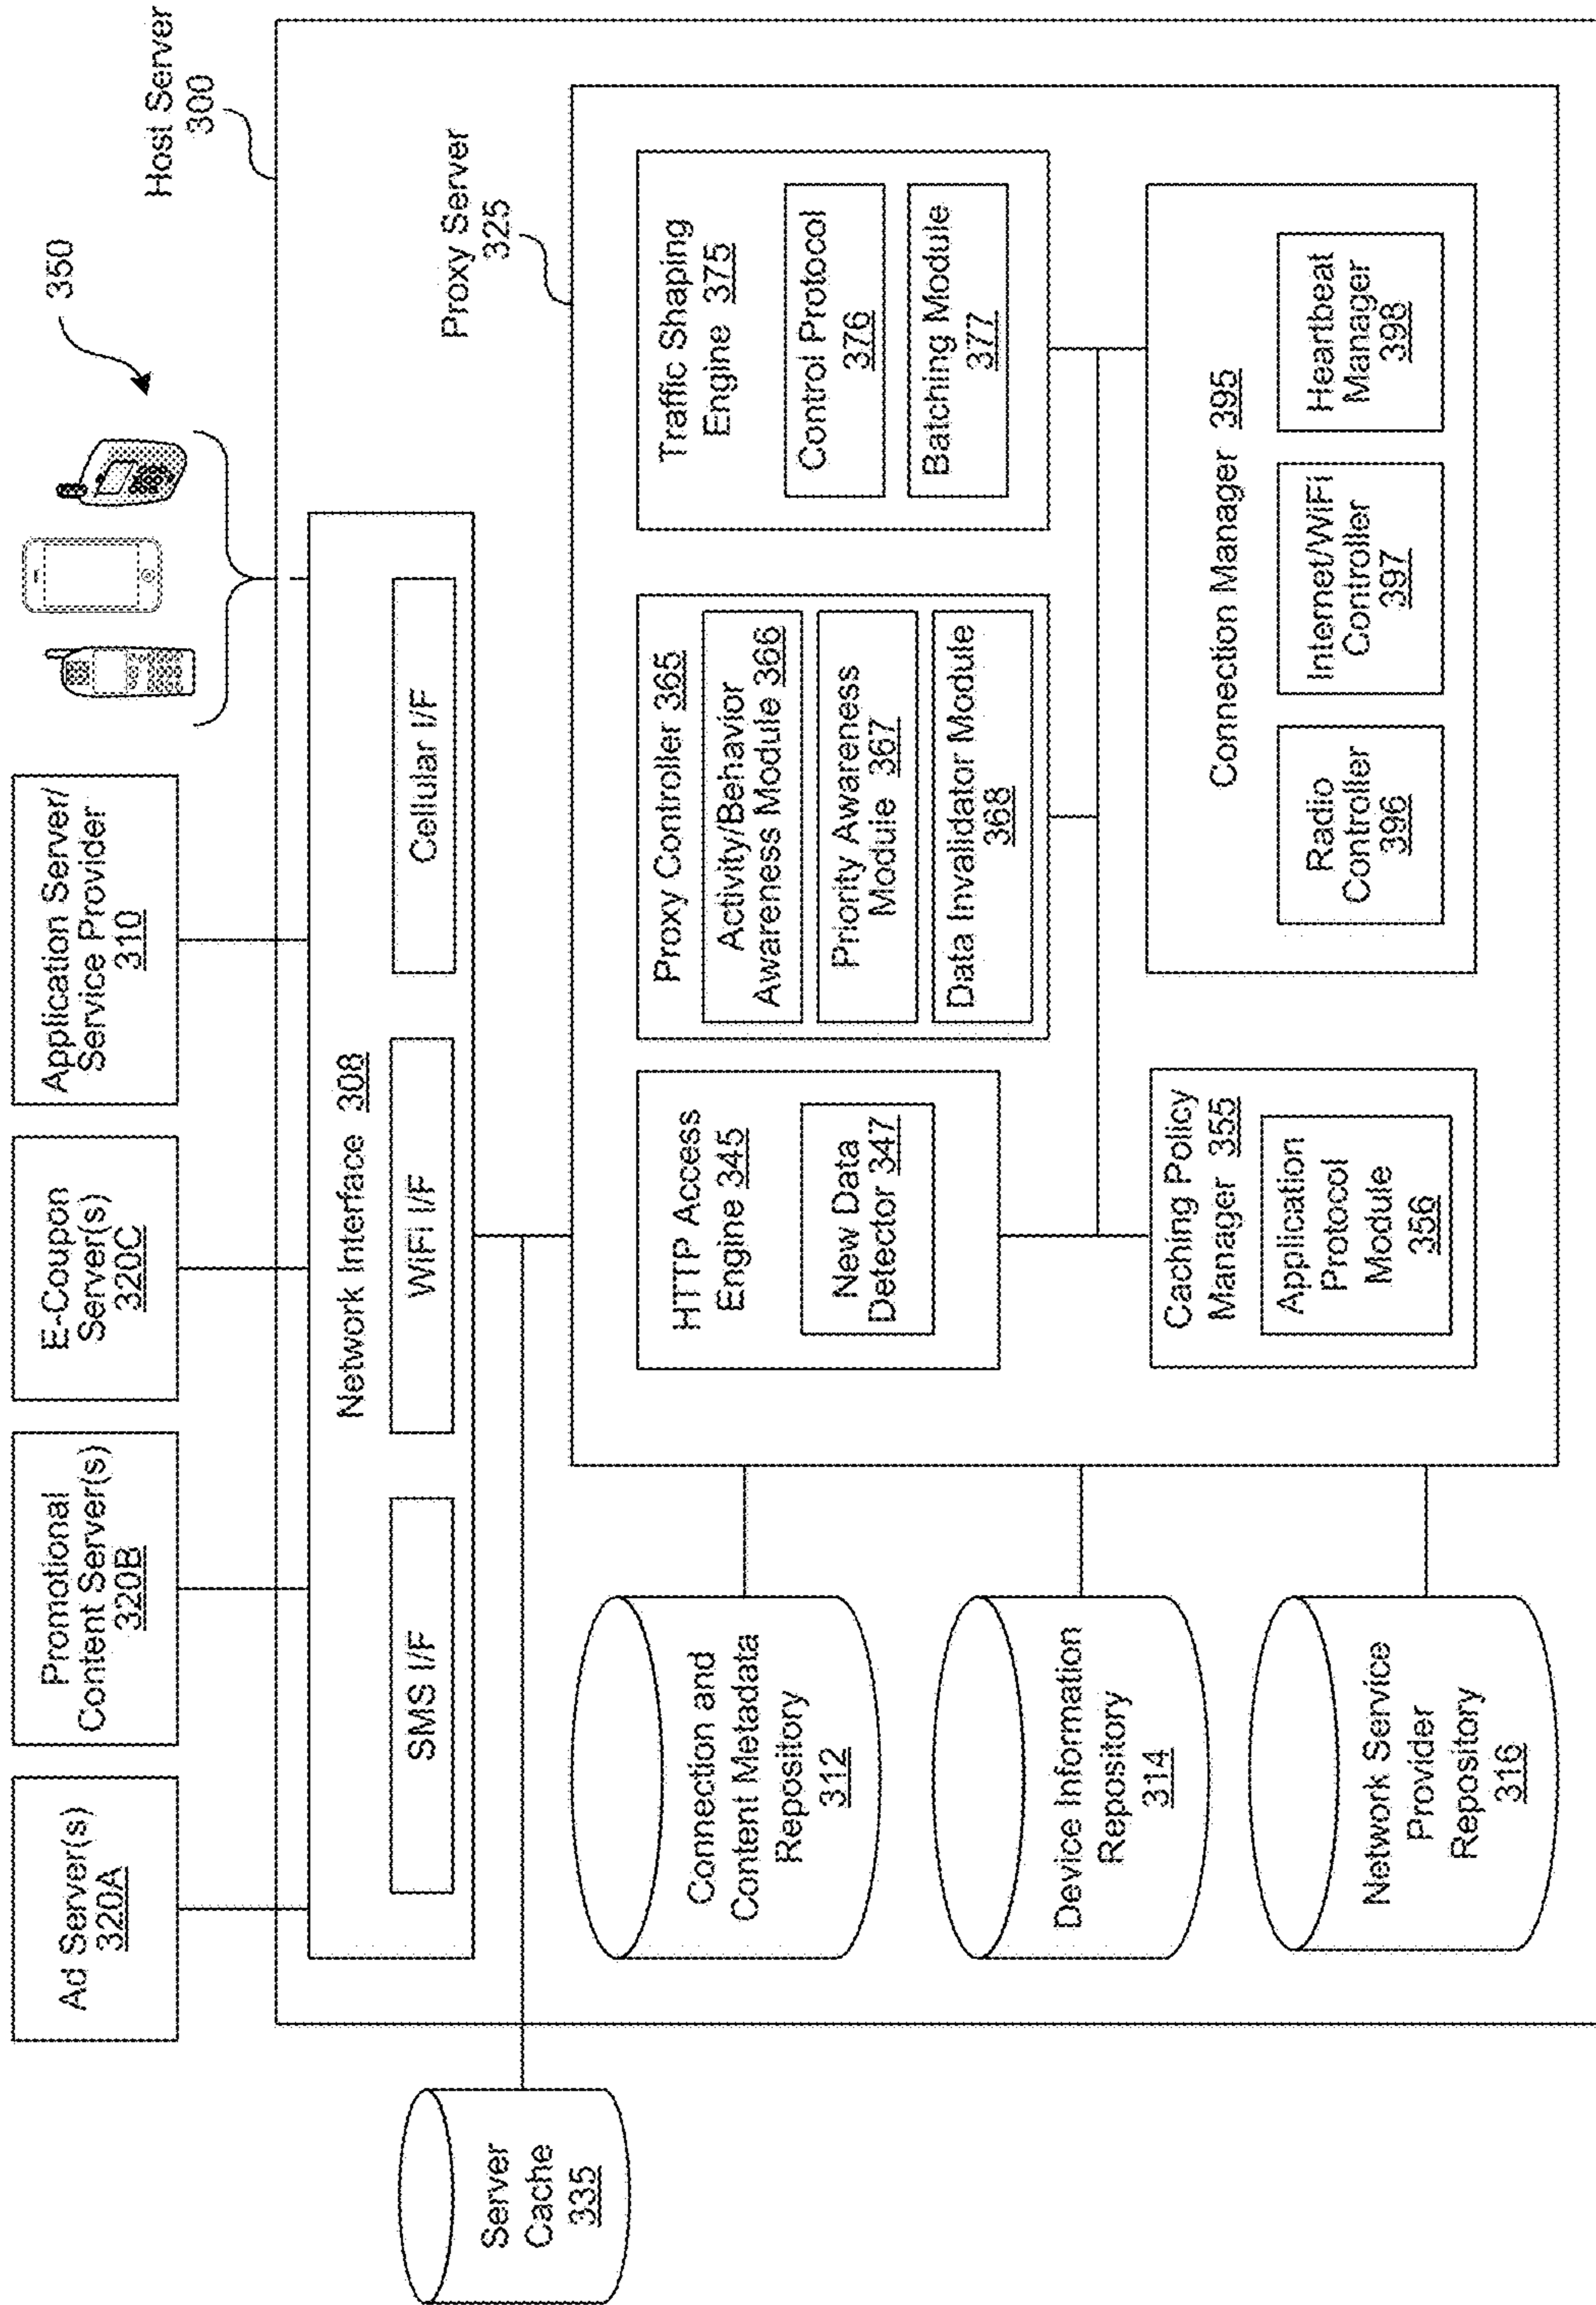 Ad Server(s)
320A
Promotional
Content Server(s)
320B
E-Coupon
Server(s)
320C
Application Server/
Service Provider
310
350
Host Server
300
Network Interface 308
SMS I/F
WiFi I/F
Cellular I/F
Server
Cache
335
Proxy Server
325
Connection and
Content Metadata
Repository
312
Device Information
Repository
314
Network Service
Provider
Repository
316
HTTP Access
Engine 345
New Data
Detector 347
Proxy Controller 365
Activity/Behavior
Awareness Module 366
Priority Awareness
Module 367
Data Invalidator Module
368
Traffic Shaping
Engine 375
Control Protocol
376
Batching Module
377
Caching Policy
Manager 355
Application
Protocol
Module
356
Connection Manager 395
Radio
Controller
396
Internet/WiFi
Controller
397
Heartbeat
Manager
398